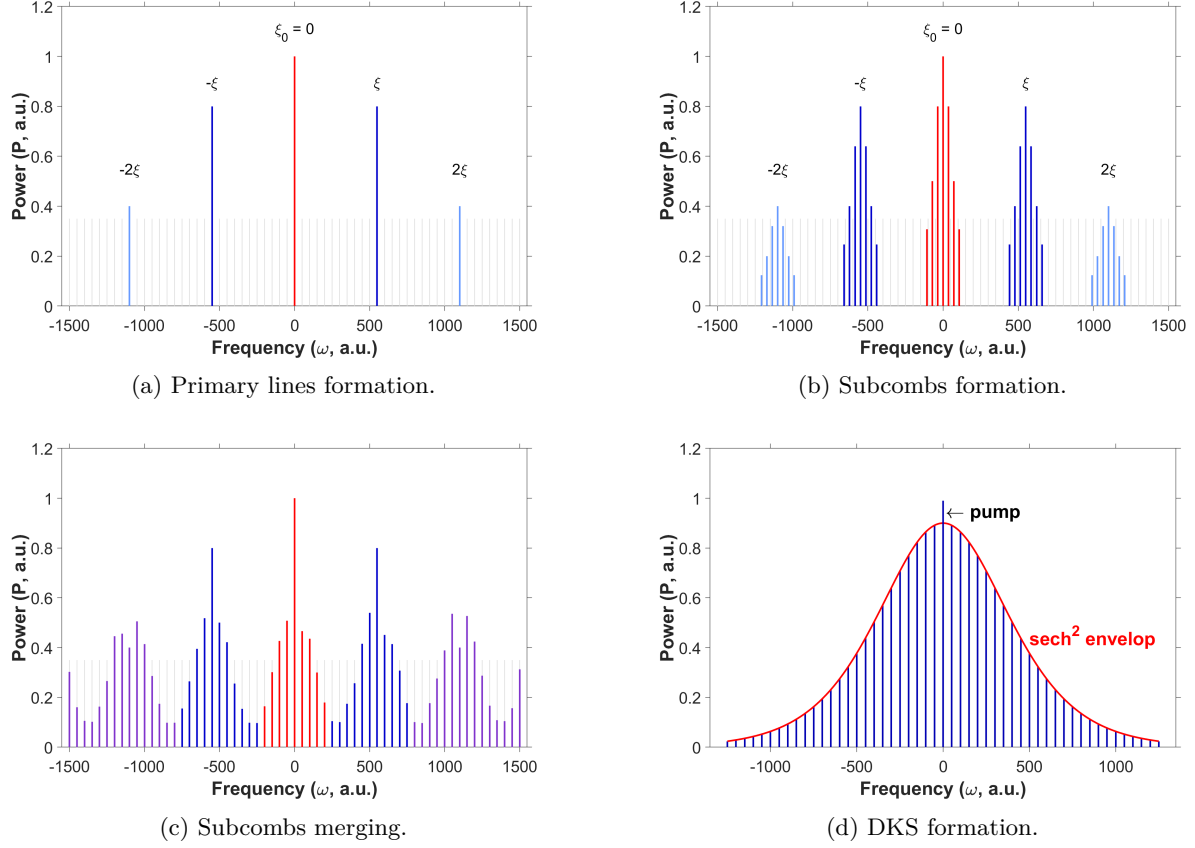 1.2
ξ0 = 0
1
-ξ
ξ
0.8
0.6
-2ξ
2ξ
0.4
0.2
0
Power (P, a.u.)
-1500 -1000 -500 0 500 1000 1500
Frequency (ω, a.u.)
(a) Primary lines formation.
1.2
ξ0 = 0
1
-ξ
ξ
0.8
0.6
-2ξ
2ξ
0.4
0.2
0
Power (P, a.u.)
-1500 -1000 -500 0 500 1000 1500
Frequency (ω, a.u.)
(b) Subcombs formation.
1.2
1
0.8
0.6
0.4
0.2
0
Power (P, a.u.)
-1500 -1000 -500 0 500 1000 1500
Frequency (ω, a.u.)
(c) Subcombs merging.
1.2
1
← pump
0.8
0.6
sech² envelop
0.4
0.2
0
Power (P, a.u.)
-1000 -500 0 500 1000
Frequency (ω, a.u.)
(d) DKS formation.